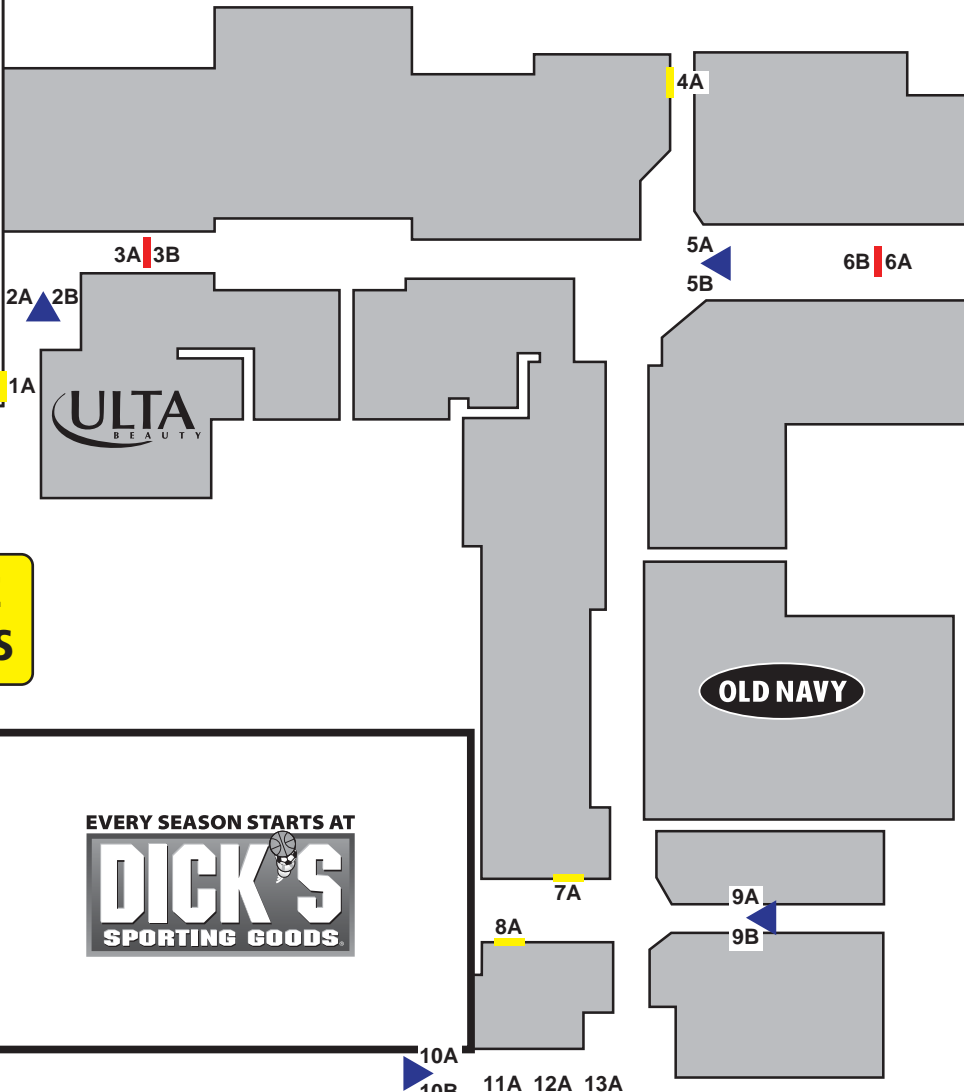 4A
5A
3A 3B
6B 6A
5B
2A 2B
1A
ULTA
BEAUTY
S
OLD NAVY
EVERY SEASON STARTS AT
DICK'S
SPORTING GOODS
7A
9A
8A
9B
10A
10B
11A 12A 13A